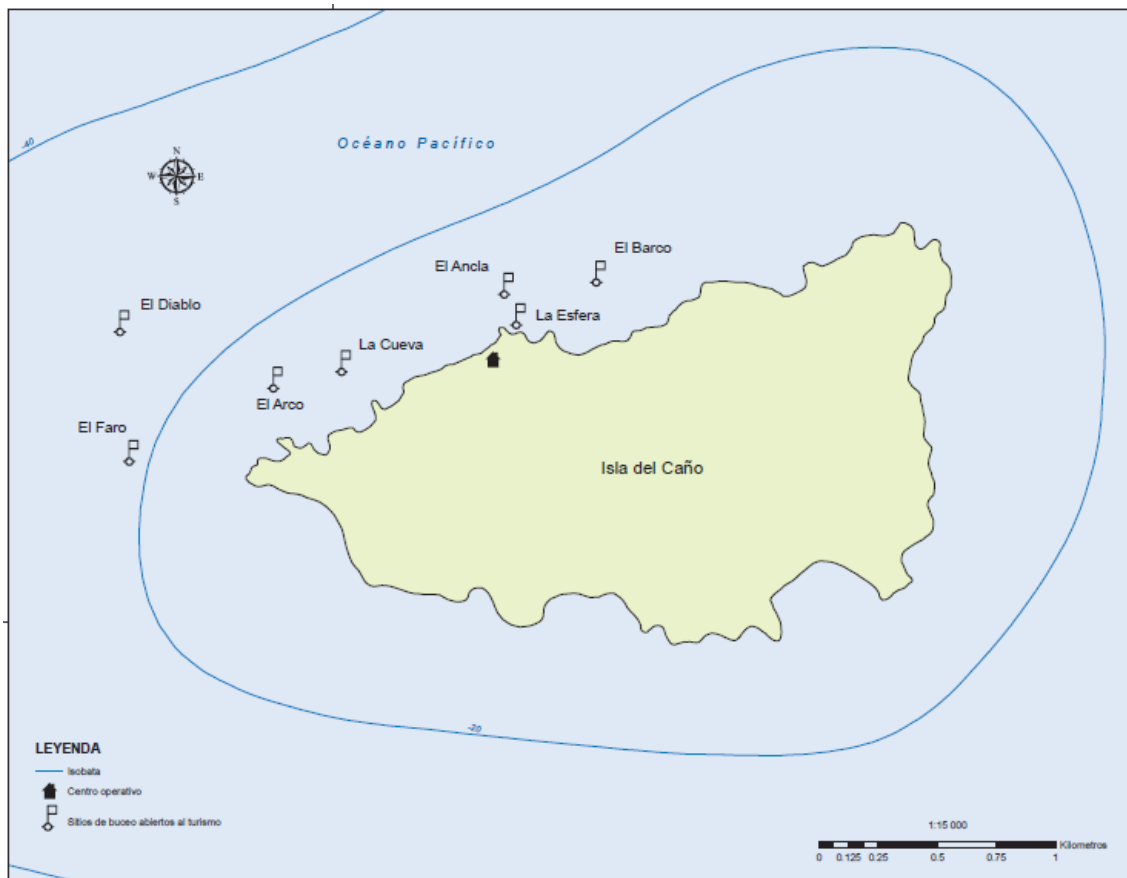 -40
Océano Pacífico
N
W E
S
El Barco
El Ancla
El Diablo
La Esfera
La Cueva
El Arco
El Faro
Isla del Caño
-20
LEYENDA
Isobata
Centro operativo
Sitios de buceo abiertos al turismo
1:15 000
Kilometros
0 0.125 0.25 0.5 0.75 1